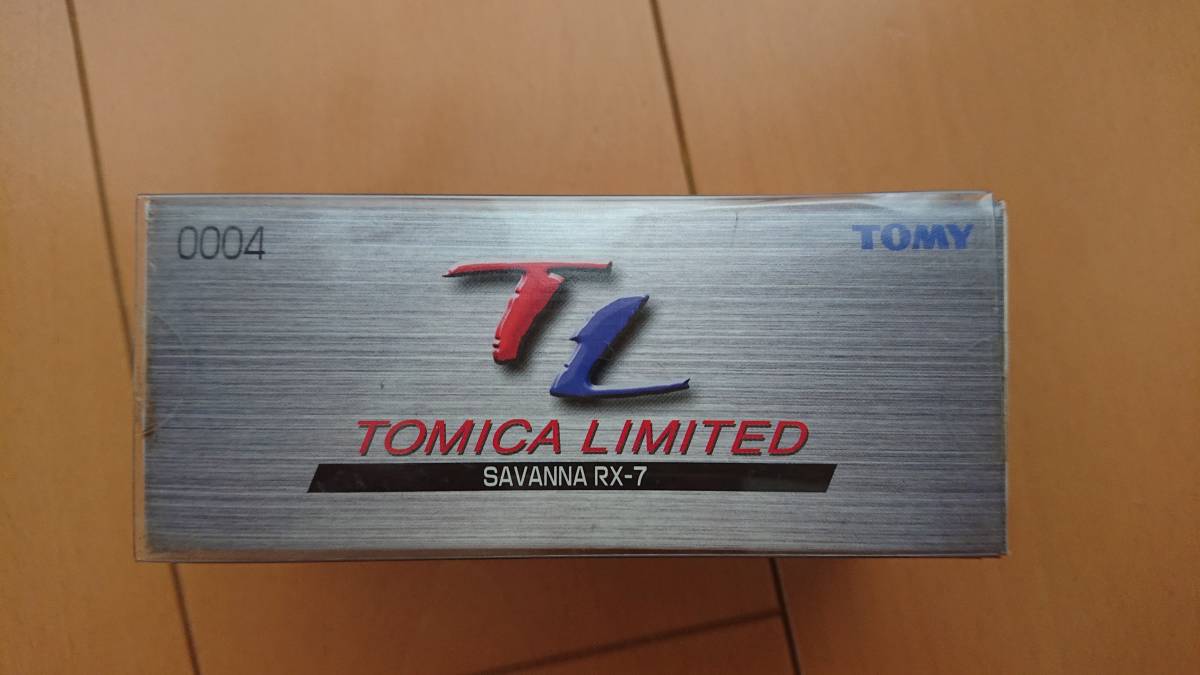 0004
TOMY
TL
TOMICA LIMITED
SAVANNA RX-7